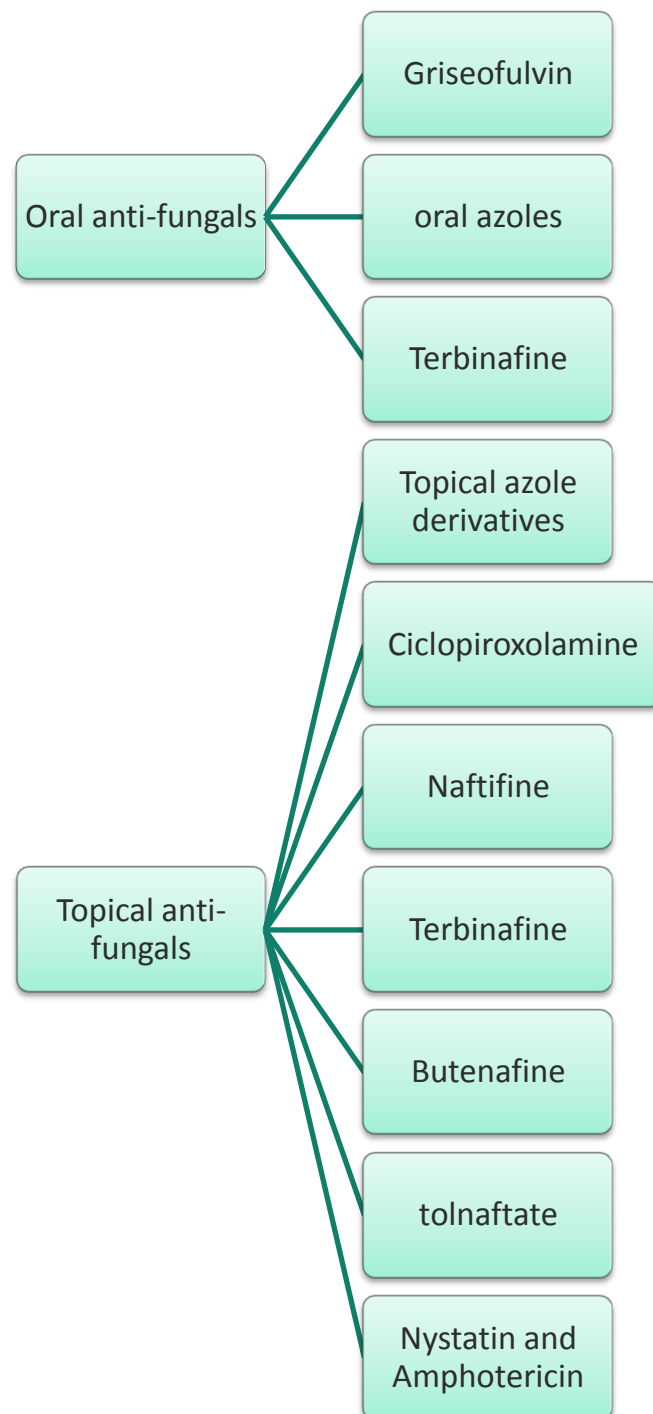 Oral anti-fungals
Griseofulvin
oral azoles
Terbinafine
Topical anti-
fungals
Topical azole
derivatives
Ciclopiroxolamine
Naftifine
Terbinafine
Butenafine
tolnaftate
Nystatin and
Amphotericin